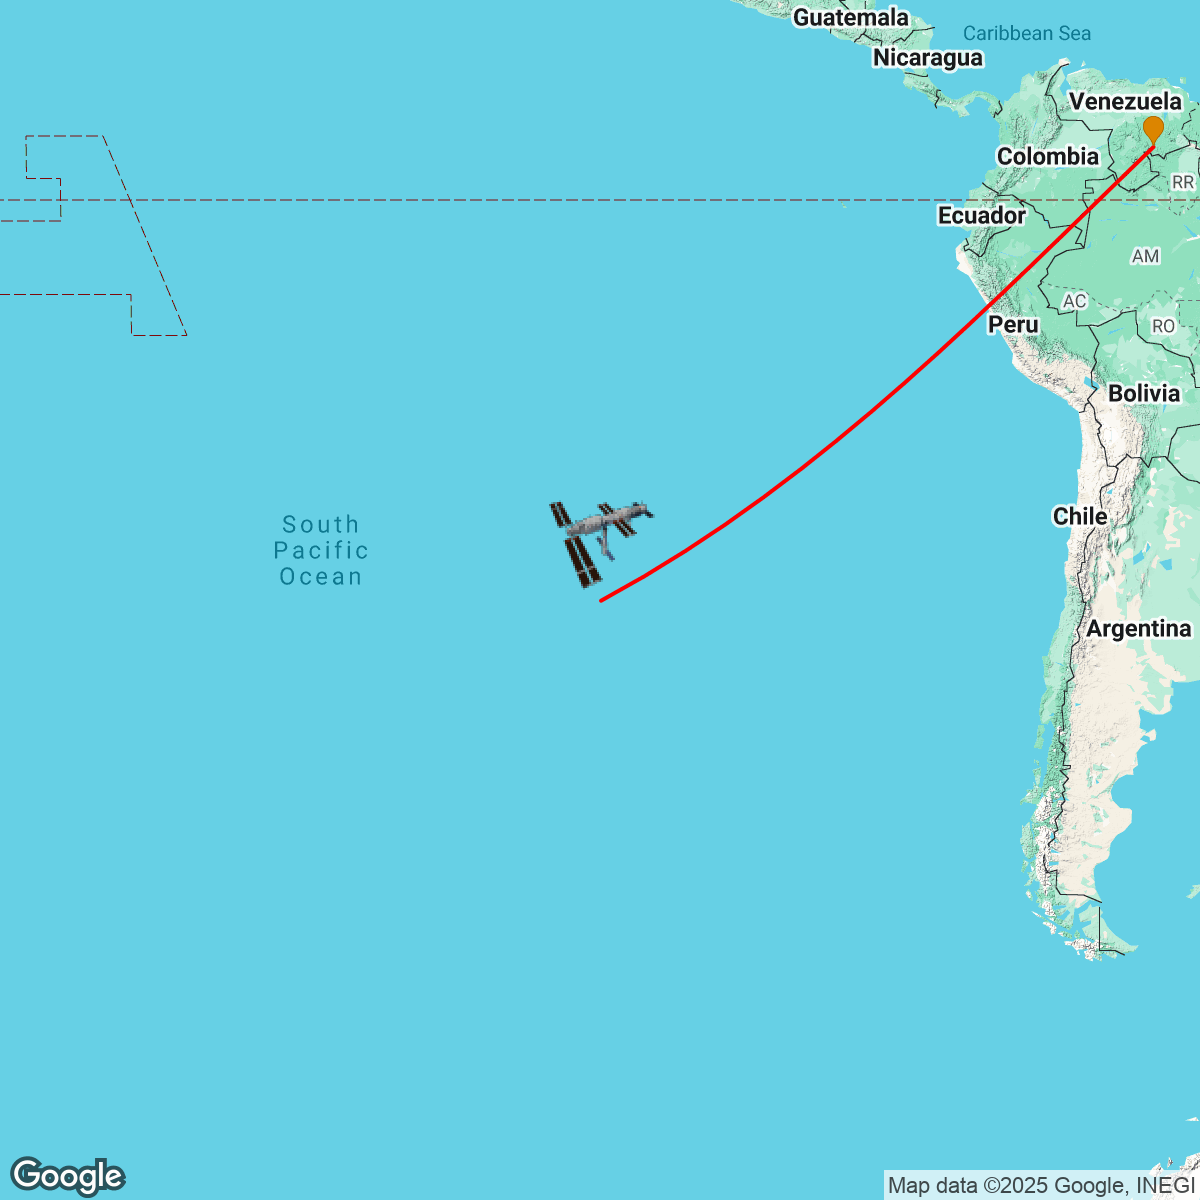 Guatemala
Caribbean Sea
Nicaragua
Venezuela
Colombia
RR
Ecuador
AM
AC
Peru
RO
Bolivia
Chile
South
Pacific
Ocean
Argentina
Google
Map data ©2025 Google, INEGI